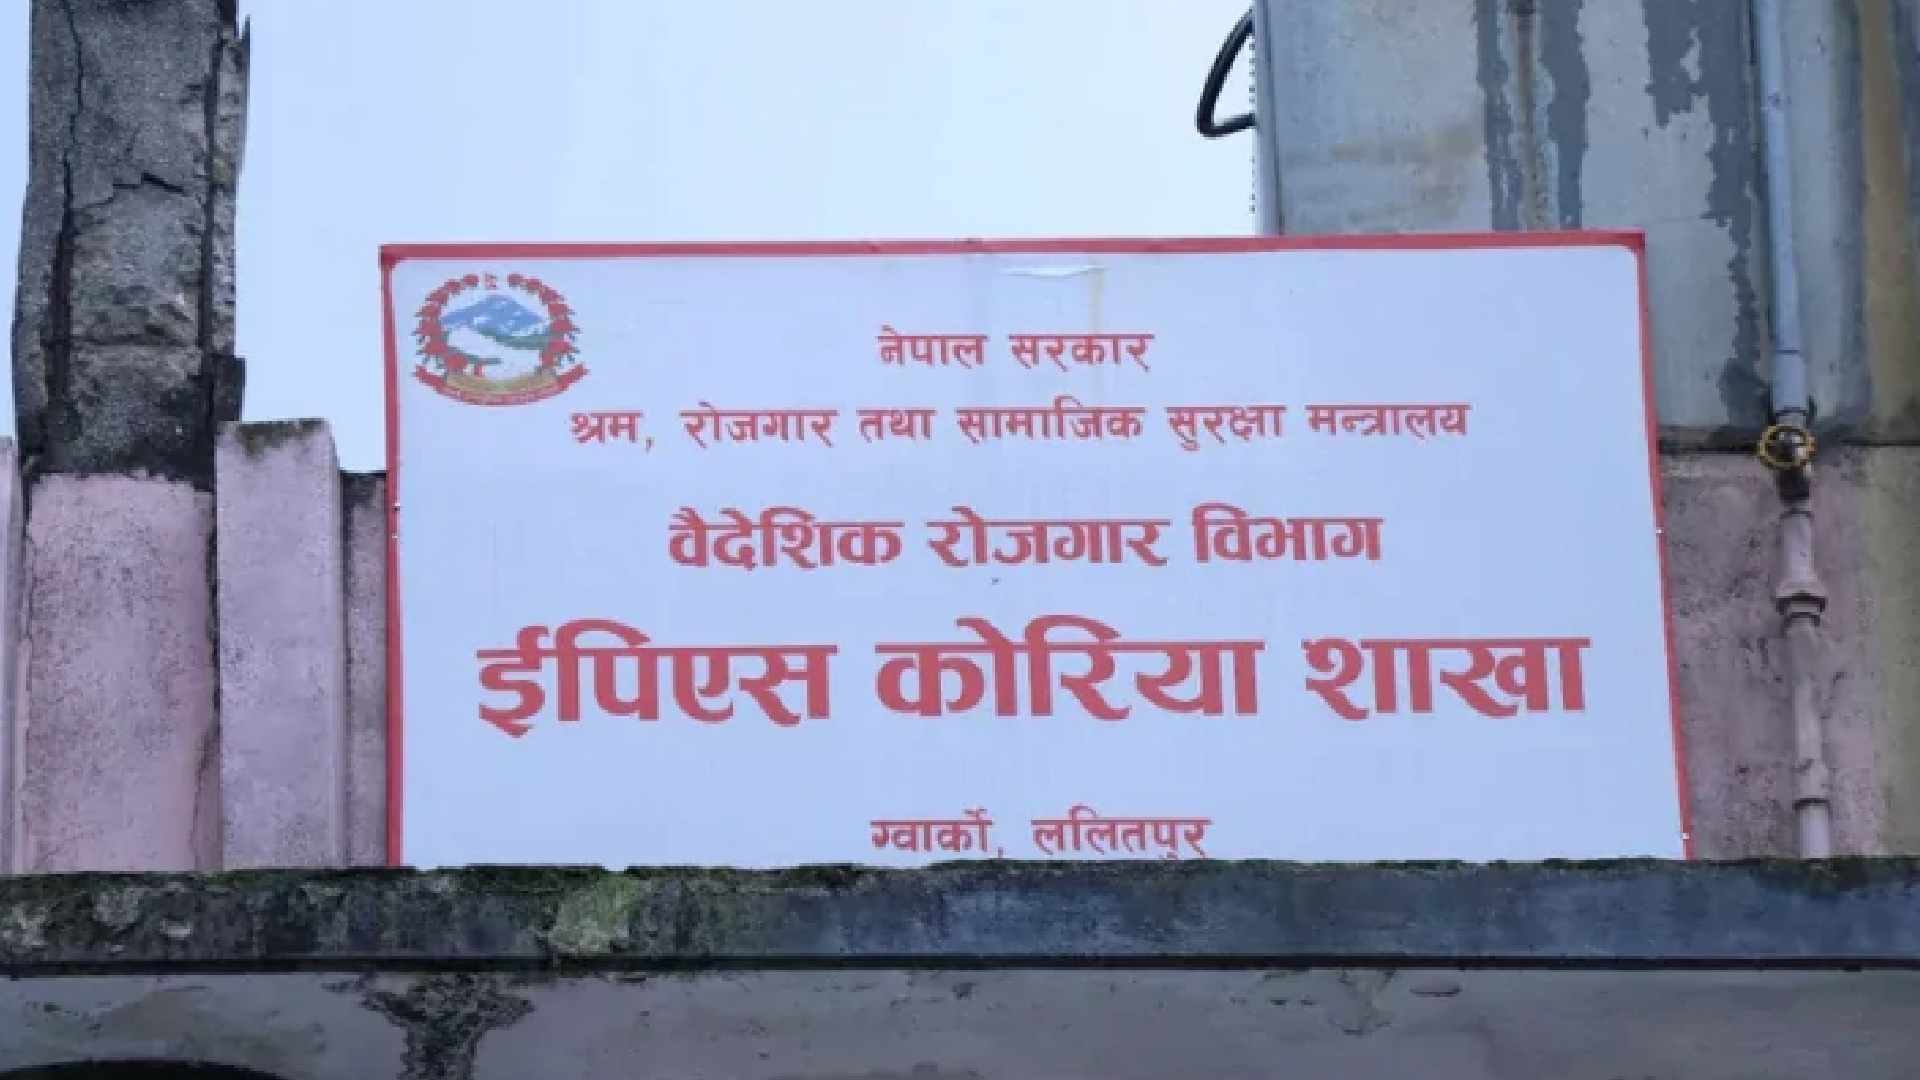 नेपाल सरकार
श्रम, रोजगार तथा सामाजिक सुरक्षा मन्त्रालय
वैदेशिक रोजगार विभाग
ईपिएस कोरिया शाखा
ग्वार्को, ललितपुर